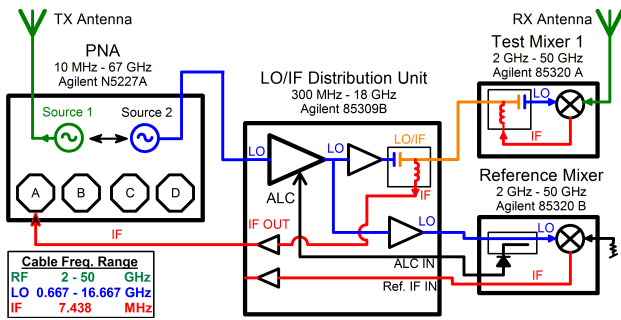 TX Antenna
RX Antenna
PNA
10 MHz - 67 GHz
Agilent N5227A
Source 1
Source 2
A
B
C
D
IF
LO/IF Distribution Unit
300 MHz - 18 GHz
Agilent 85309B
LO
LO
LO/IF
IF
ALC
IF OUT
LO
ALC IN
Ref. IF IN
Test Mixer 1
2 GHz - 50 GHz
Agilent 85320 A
LO
IF
Reference Mixer
2 GHz - 50 GHz
Agilent 85320 B
LO
IF
Cable Freq. Range
RF 2 - 50 GHz
LO 0.667 - 16.667 GHz
IF 7.438 MHz